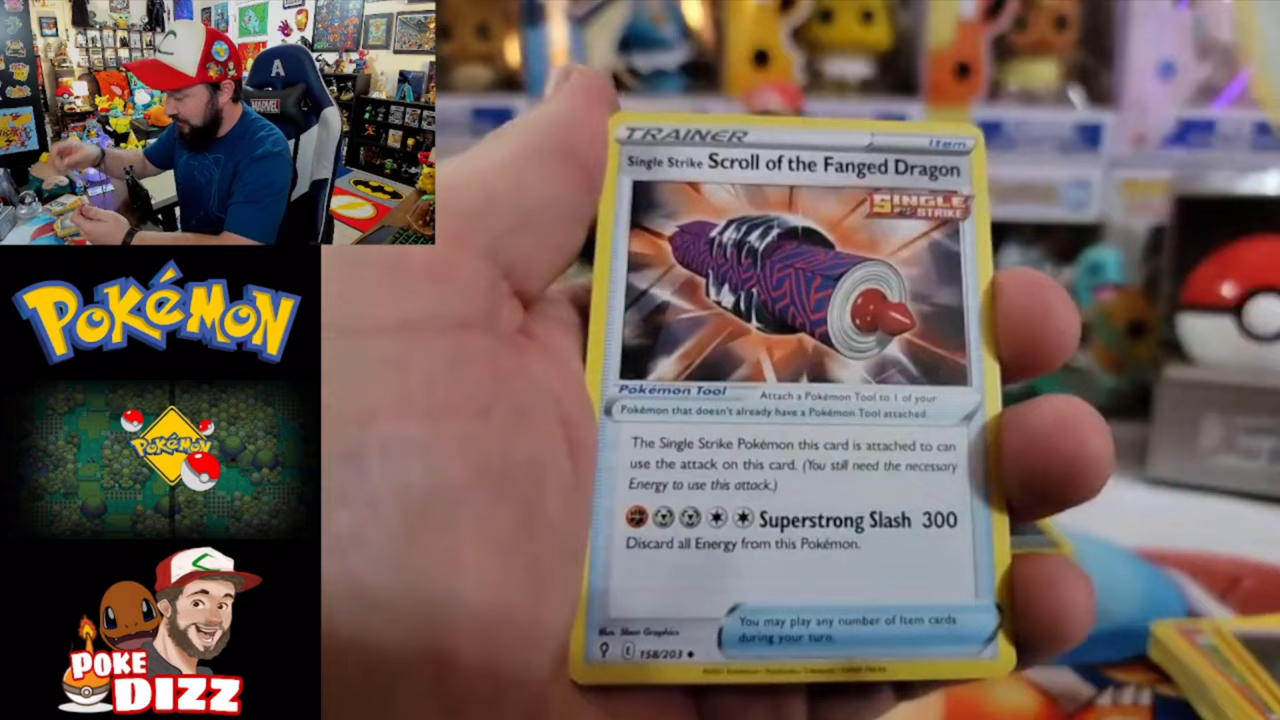 A
MARVEL
POKéMON
POKéMON
POKE
DIZZ
TRAINER
Item
Single Strike Scroll of the Fanged Dragon
SINGLE
STRIKE
Pokémon Tool
Attach a Pokémon Tool to 1 of your
Pokémon that doesn't already have a Pokémon Tool attached.
The Single Strike Pokémon this card is attached to can
use the attack on this card. (You still need the necessary
Energy to use this attack.)
Superstrong Slash 300
Discard all Energy from this Pokémon.
You may play any number of Item cards
during your turn.
Illus. Graphics
E 158/203